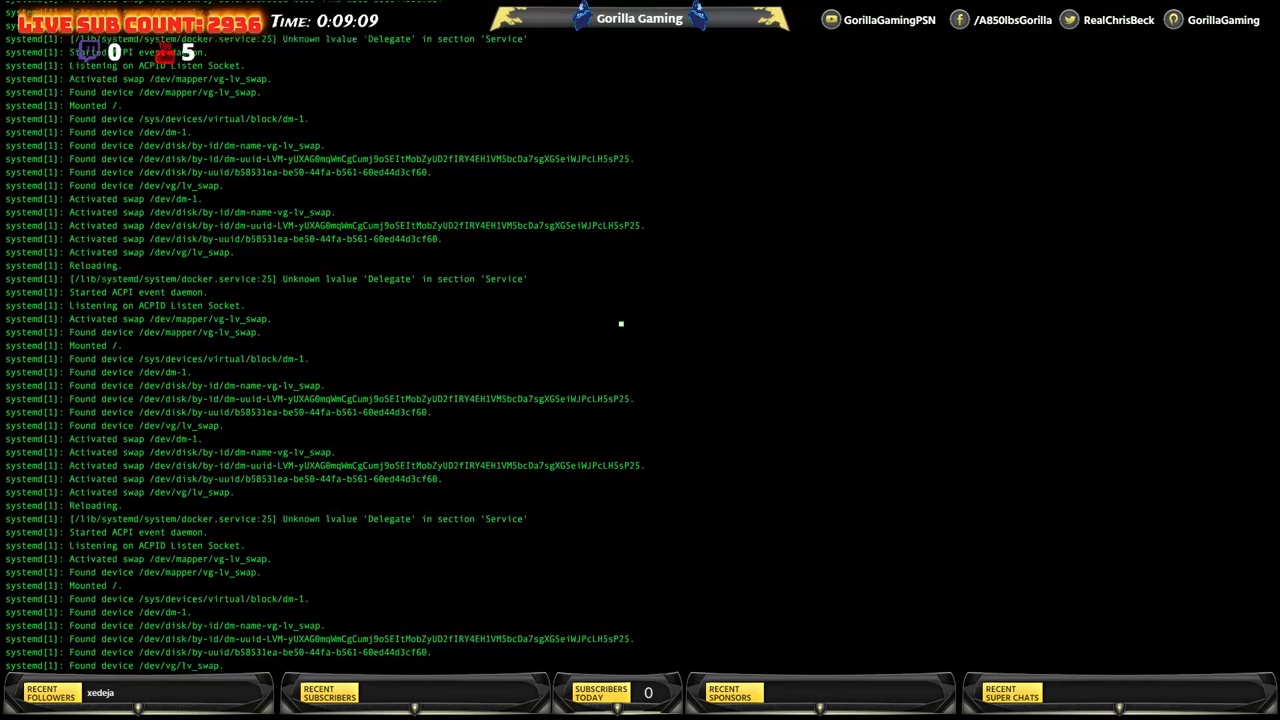 LIVE SUB COUNT: 2936
TIME: 0:09:09
Gorilla Gaming
GorillaGamingPSN
/A850lbsGorilla
RealChrisBeck
GorillaGaming
0
5
[/lib/systemd/system/docker.service:25] Unknown lvalue 'Delegate' in section 'Service'
systemd[1]: Started ACPI event daemon.
systemd[1]: Listening on ACPID Listen Socket.
systemd[1]: Activated swap /dev/mapper/vg-lv_swap.
systemd[1]: Found device /dev/mapper/vg-lv_swap.
systemd[1]: Mounted /.
systemd[1]: Found device /sys/devices/virtual/block/dm-1.
systemd[1]: Found device /dev/dm-1.
systemd[1]: Found device /dev/disk/by-id/dm-name-vg-lv_swap.
systemd[1]: Found device /dev/disk/by-id/dm-uuid-LVM-yUXAG0mqWmCgCumj9oSEItMobZyUD2fIRY4EH1VM5bcDa7sgXGSeiWJPcLH5sP25.
systemd[1]: Found device /dev/disk/by-uuid/b58531ea-be50-44fa-b561-60ed44d3cf60.
systemd[1]: Found device /dev/vg/lv_swap.
systemd[1]: Activated swap /dev/dm-1.
systemd[1]: Activated swap /dev/disk/by-id/dm-name-vg-lv_swap.
systemd[1]: Activated swap /dev/disk/by-id/dm-uuid-LVM-yUXAG0mqWmCgCumj9oSEItMobZyUD2fIRY4EH1VM5bcDa7sgXGSeiWJPcLH5sP25.
systemd[1]: Activated swap /dev/disk/by-uuid/b58531ea-be50-44fa-b561-60ed44d3cf60.
systemd[1]: Activated swap /dev/vg/lv_swap.
systemd[1]: Reloading.
systemd[1]: [/lib/systemd/system/docker.service:25] Unknown lvalue 'Delegate' in section 'Service'
systemd[1]: Started ACPI event daemon.
systemd[1]: Listening on ACPID Listen Socket.
systemd[1]: Activated swap /dev/mapper/vg-lv_swap.
systemd[1]: Found device /dev/mapper/vg-lv_swap.
systemd[1]: Mounted /.
systemd[1]: Found device /sys/devices/virtual/block/dm-1.
systemd[1]: Found device /dev/dm-1.
systemd[1]: Found device /dev/disk/by-id/dm-name-vg-lv_swap.
systemd[1]: Found device /dev/disk/by-id/dm-uuid-LVM-yUXAG0mqWmCgCumj9oSEItMobZyUD2fIRY4EH1VM5bcDa7sgXGSeiWJPcLH5sP25.
systemd[1]: Found device /dev/disk/by-uuid/b58531ea-be50-44fa-b561-60ed44d3cf60.
systemd[1]: Found device /dev/vg/lv_swap.
systemd[1]: Activated swap /dev/dm-1.
systemd[1]: Activated swap /dev/disk/by-id/dm-name-vg-lv_swap.
systemd[1]: Activated swap /dev/disk/by-id/dm-uuid-LVM-yUXAG0mqWmCgCumj9oSEItMobZyUD2fIRY4EH1VM5bcDa7sgXGSeiWJPcLH5sP25.
systemd[1]: Activated swap /dev/disk/by-uuid/b58531ea-be50-44fa-b561-60ed44d3cf60.
systemd[1]: Activated swap /dev/vg/lv_swap.
systemd[1]: Reloading.
systemd[1]: [/lib/systemd/system/docker.service:25] Unknown lvalue 'Delegate' in section 'Service'
systemd[1]: Started ACPI event daemon.
systemd[1]: Listening on ACPID Listen Socket.
systemd[1]: Activated swap /dev/mapper/vg-lv_swap.
systemd[1]: Found device /dev/mapper/vg-lv_swap.
systemd[1]: Mounted /.
systemd[1]: Found device /sys/devices/virtual/block/dm-1.
systemd[1]: Found device /dev/dm-1.
systemd[1]: Found device /dev/disk/by-id/dm-name-vg-lv_swap.
systemd[1]: Found device /dev/disk/by-id/dm-uuid-LVM-yUXAG0mqWmCgCumj9oSEItMobZyUD2fIRY4EH1VM5bcDa7sgXGSeiWJPcLH5sP25.
systemd[1]: Found device /dev/disk/by-uuid/b58531ea-be50-44fa-b561-60ed44d3cf60.
systemd[1]: Found device /dev/vg/lv_swap.
RECENT FOLLOWERS
xedeja
RECENT SUBSCRIBERS
SUBSCRIBERS TODAY
0
RECENT SPONSORS
RECENT SUPER CHATS